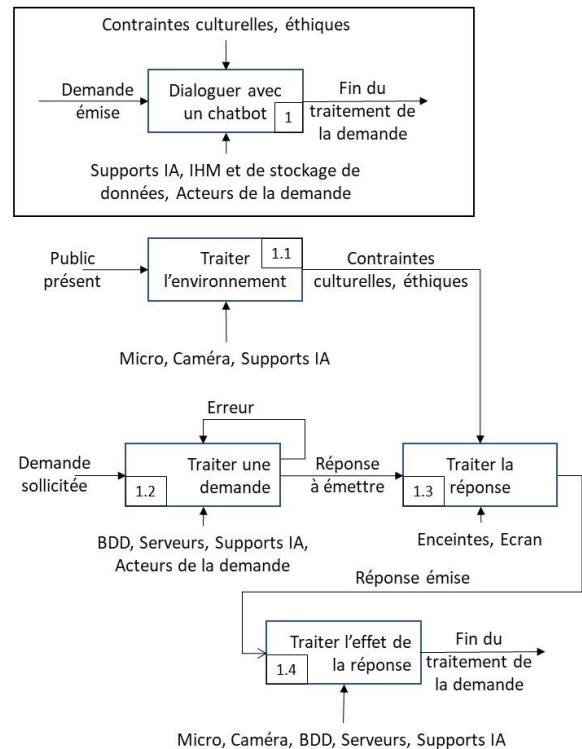 Contraintes culturelles, éthiques
Demande
émise
Dialoguer avec
un chatbot
1
Fin du
traitement de
la demande
Supports IA, IHM et de stockage de
données, Acteurs de la demande
Public
présent
Traiter
l'environnement
1.1
Contraintes
culturelles, éthiques
Micro, Caméra, Supports IA
Erreur
Demande
sollicitée
Traiter une
demande
1.2
Réponse
à émettre
Traiter la
réponse
1.3
BDD, Serveurs, Supports IA,
Acteurs de la demande
Enceintes, Ecran
Réponse émise
Traiter l'effet de
la réponse
1.4
Fin du
traitement de
la demande
Micro, Caméra, BDD, Serveurs, Supports IA